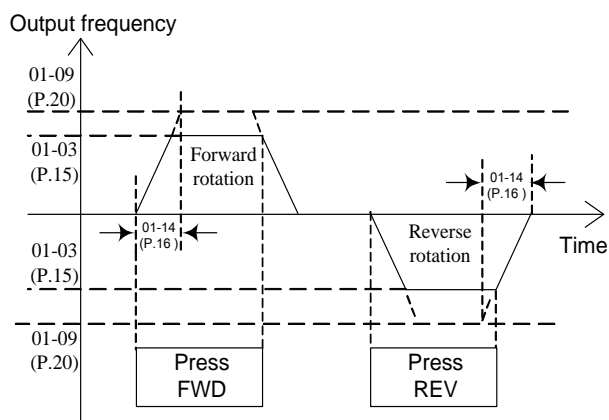 Output frequency
01-09
(P.20)
01-03
(P.15)
Forward
rotation
01-14
(P.16 )
01-14
(P.16 )
Time
01-03
(P.15)
Reverse
rotation
01-09
(P.20)
Press
FWD
Press
REV